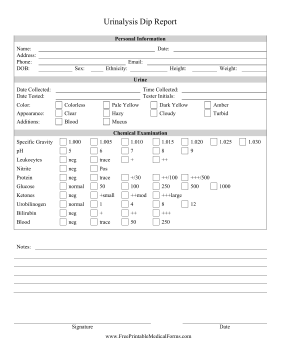 Urinalysis Dip Report
Personal Information
Name: Date:
Address:
Phone: Email:
DOB: Sex: Ethnicity: Height: Weight:
Urine
Date Collected: Time Collected:
Date Tested: Tester Initials:
Color: Colorless Pale Yellow Dark Yellow Amber
Appearance: Clear Hazy Cloudy Turbid
Additions: Blood Mucus
Chemical Examination
Specific Gravity 1.000 1.005 1.010 1.015 1.020 1.025 1.030
pH 5 6 7 8 9
Leukocytes neg trace + ++
Nitrite neg Pos
Protein neg trace +/30 ++/100 +++/500
Glucose normal 50 100 250 500 1000
Ketones neg +small ++mod +++large
Urobilinogen normal 1 4 8 12
Bilirubin neg + ++ +++
Blood neg trace 50 250
Notes:
Signature Date
www.FreePrintableMedicalForms.com